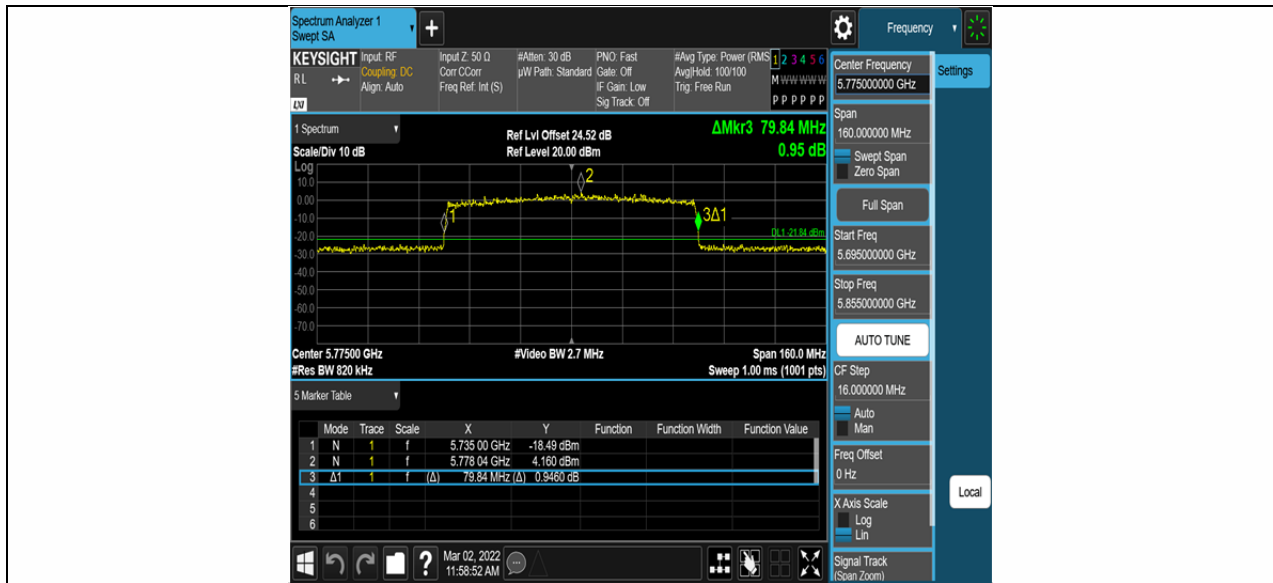 Spectrum Analyzer 1
Swept SA
+
Frequency
KEYSIGHT
RL
LXI
Input: RF
Coupling: DC
Align: Auto
Input Z: 50 Ω
Corr CCorr
Freq Ref: Int (S)
#Atten: 30 dB
µW Path: Standard
PNO: Fast
Gate: Off
IF Gain: Low
Sig Track: Off
#Avg Type: Power (RMS
Avg|Hold: 100/100
Trig: Free Run
1 2 3 4 5 6
M W W W W W
P P P P P P
1 Spectrum
Scale/Div 10 dB
Ref Lvl Offset 24.52 dB
Ref Level 20.00 dBm
ΔMkr3 79.84 MHz
0.95 dB
Log
10.0
0.00
-10.0
-20.0
-30.0
-40.0
-50.0
-60.0
-70.0
1
2
3Δ1
DL1 -21.84 dBm
Center 5.77500 GHz
#Video BW 2.7 MHz
Span 160.0 MHz
#Res BW 820 kHz
Sweep 1.00 ms (1001 pts)
5 Marker Table
Mode Trace Scale X Y Function Function Width Function Value
1 N 1 f 5.735 00 GHz -18.49 dBm
2 N 1 f 5.778 04 GHz 4.160 dBm
3 Δ1 1 f (Δ) 79.84 MHz (Δ) 0.9460 dB
4
5
6
Mar 02, 2022
11:58:52 AM
?
Center Frequency
5.775000000 GHz
Span
160.000000 MHz
Swept Span
Zero Span
Full Span
Start Freq
5.695000000 GHz
Stop Freq
5.855000000 GHz
AUTO TUNE
CF Step
16.000000 MHz
Auto
Man
Freq Offset
0 Hz
X Axis Scale
Log
Lin
Signal Track
(Span Zoom)
Settings
Local